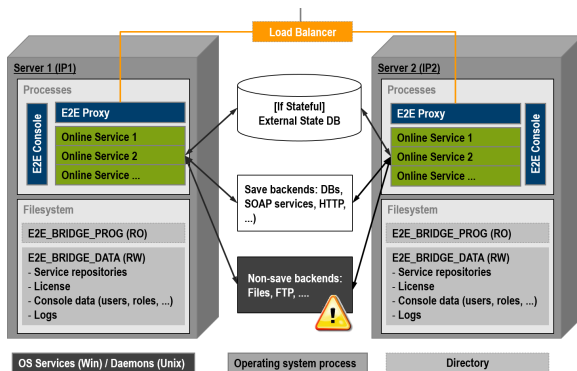 Load Balancer
Server 1 (IP1)
Processes
E2E Console
E2E Proxy
Online Service 1
Online Service 2
Online Service ...
Filesystem
E2E_BRIDGE_PROG (RO)
E2E_BRIDGE_DATA (RW)
- Service repositories
- License
- Console data (users, roles, ...)
- Logs
[If Stateful]
External State DB
Save backends: DBs,
SOAP services, HTTP,
...)
Non-save backends:
Files, FTP, ....
!
Server 2 (IP2)
Processes
E2E Proxy
Online Service 1
Online Service 2
Online Service ...
E2E Console
Filesystem
E2E_BRIDGE_PROG (RO)
E2E_BRIDGE_DATA (RW)
- Service repositories
- License
- Console data (users, roles, ...)
- Logs
OS Services (Win) / Daemons (Unix)
Operating system process
Directory